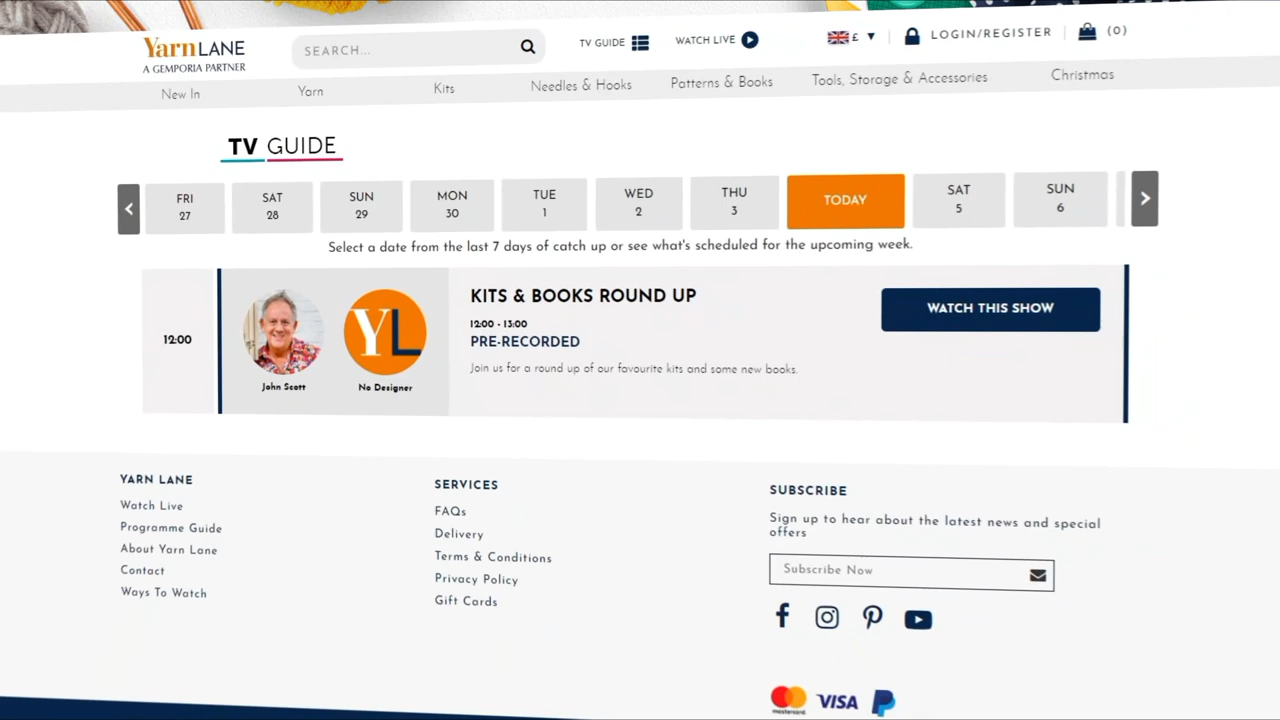 Yarn LANE
A GEMPORIA PARTNER
SEARCH...
TV GUIDE
WATCH LIVE
£
LOGIN/REGISTER
(0)
New In
Yarn
Kits
Needles & Hooks
Patterns & Books
Tools, Storage & Accessories
Christmas
TV GUIDE
FRI
27
SAT
28
SUN
29
MON
30
TUE
1
WED
2
THU
3
TODAY
SAT
5
SUN
6
Select a date from the last 7 days of catch up or see what's scheduled for the upcoming week.
12:00
YL
John Scott
No Designer
KITS & BOOKS ROUND UP
12:00 - 13:00
PRE-RECORDED
Join us for a round up of our favourite kits and some new books.
WATCH THIS SHOW
YARN LANE
Watch Live
Programme Guide
About Yarn Lane
Contact
Ways To Watch
SERVICES
FAQs
Delivery
Terms & Conditions
Privacy Policy
Gift Cards
SUBSCRIBE
Sign up to hear about the latest news and special
offers
Subscribe Now
mastercard
VISA